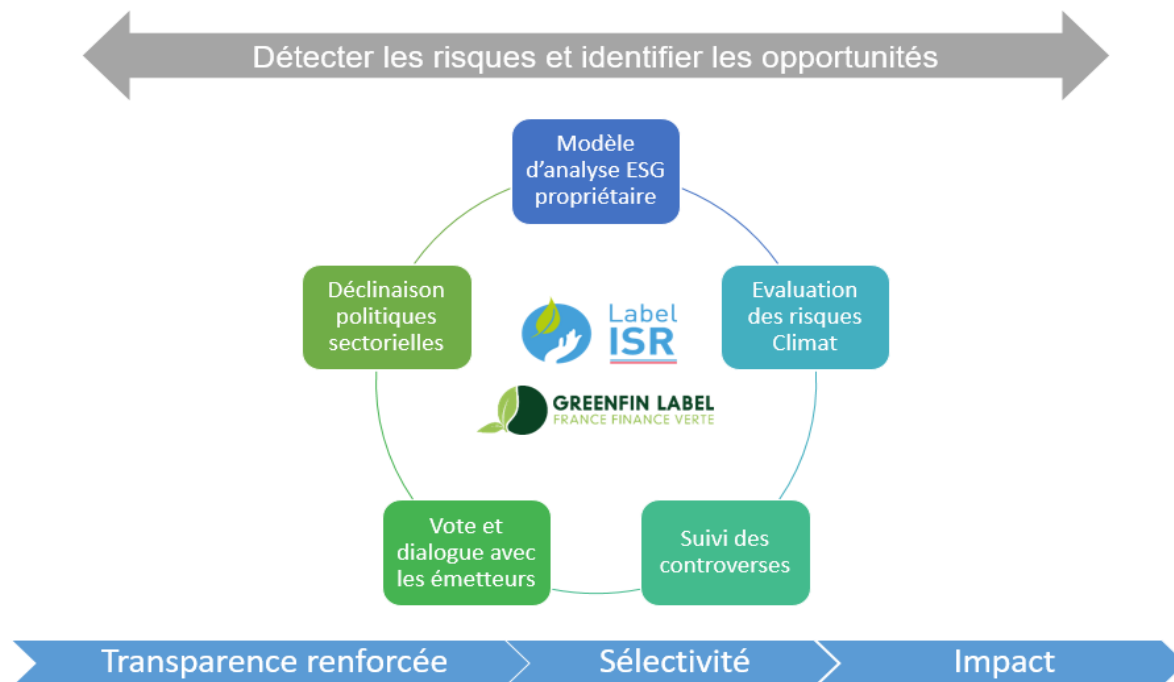 Détecter les risques et identifier les opportunités
Modèle
d'analyse ESG
propriétaire
Déclinaison
politiques
sectorielles
Evaluation
des risques
Climat
Label
ISR
GREENFIN LABEL
FRANCE FINANCE VERTE
Vote et
dialogue avec
les émetteurs
Suivi des
controverses
Transparence renforcée
Sélectivité
Impact